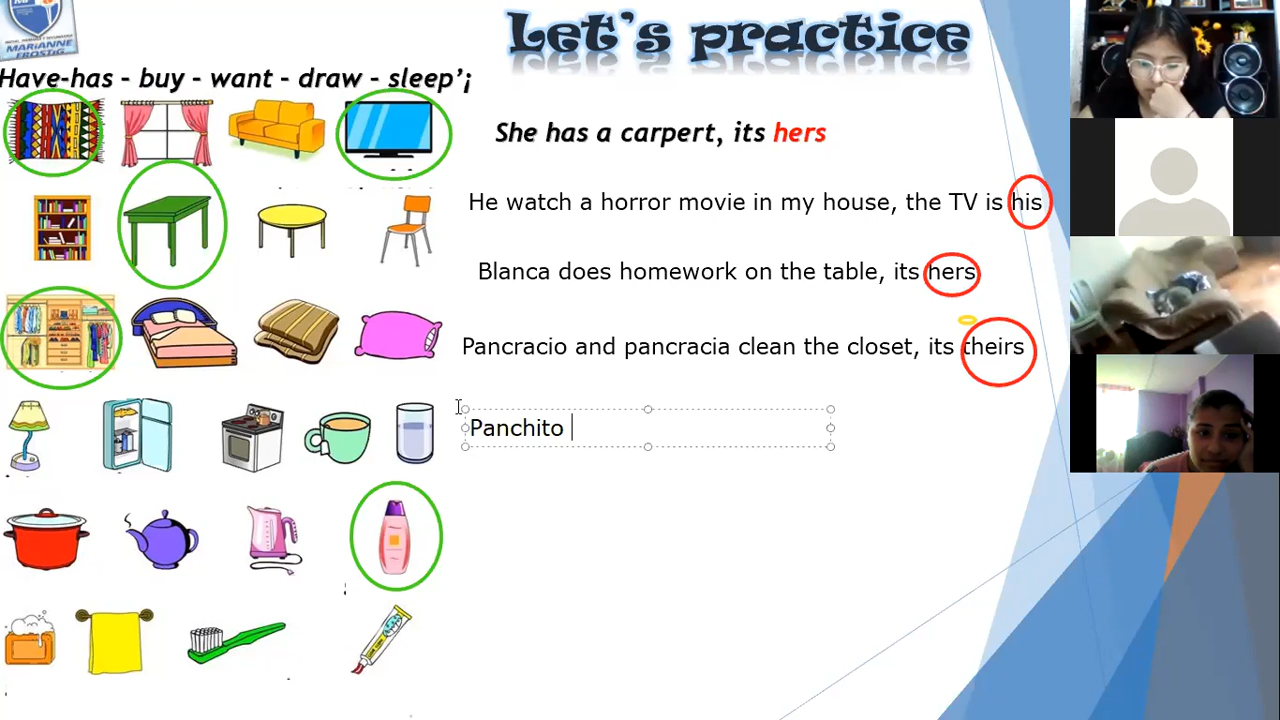 MARIANNE
FROSTIG
Let's practice
Have-has - buy - want - draw - sleep'¡
She has a carpert, its hers
He watch a horror movie in my house, the TV is his
Blanca does homework on the table, its hers
Pancracio and pancracia clean the closet, its theirs
Panchito